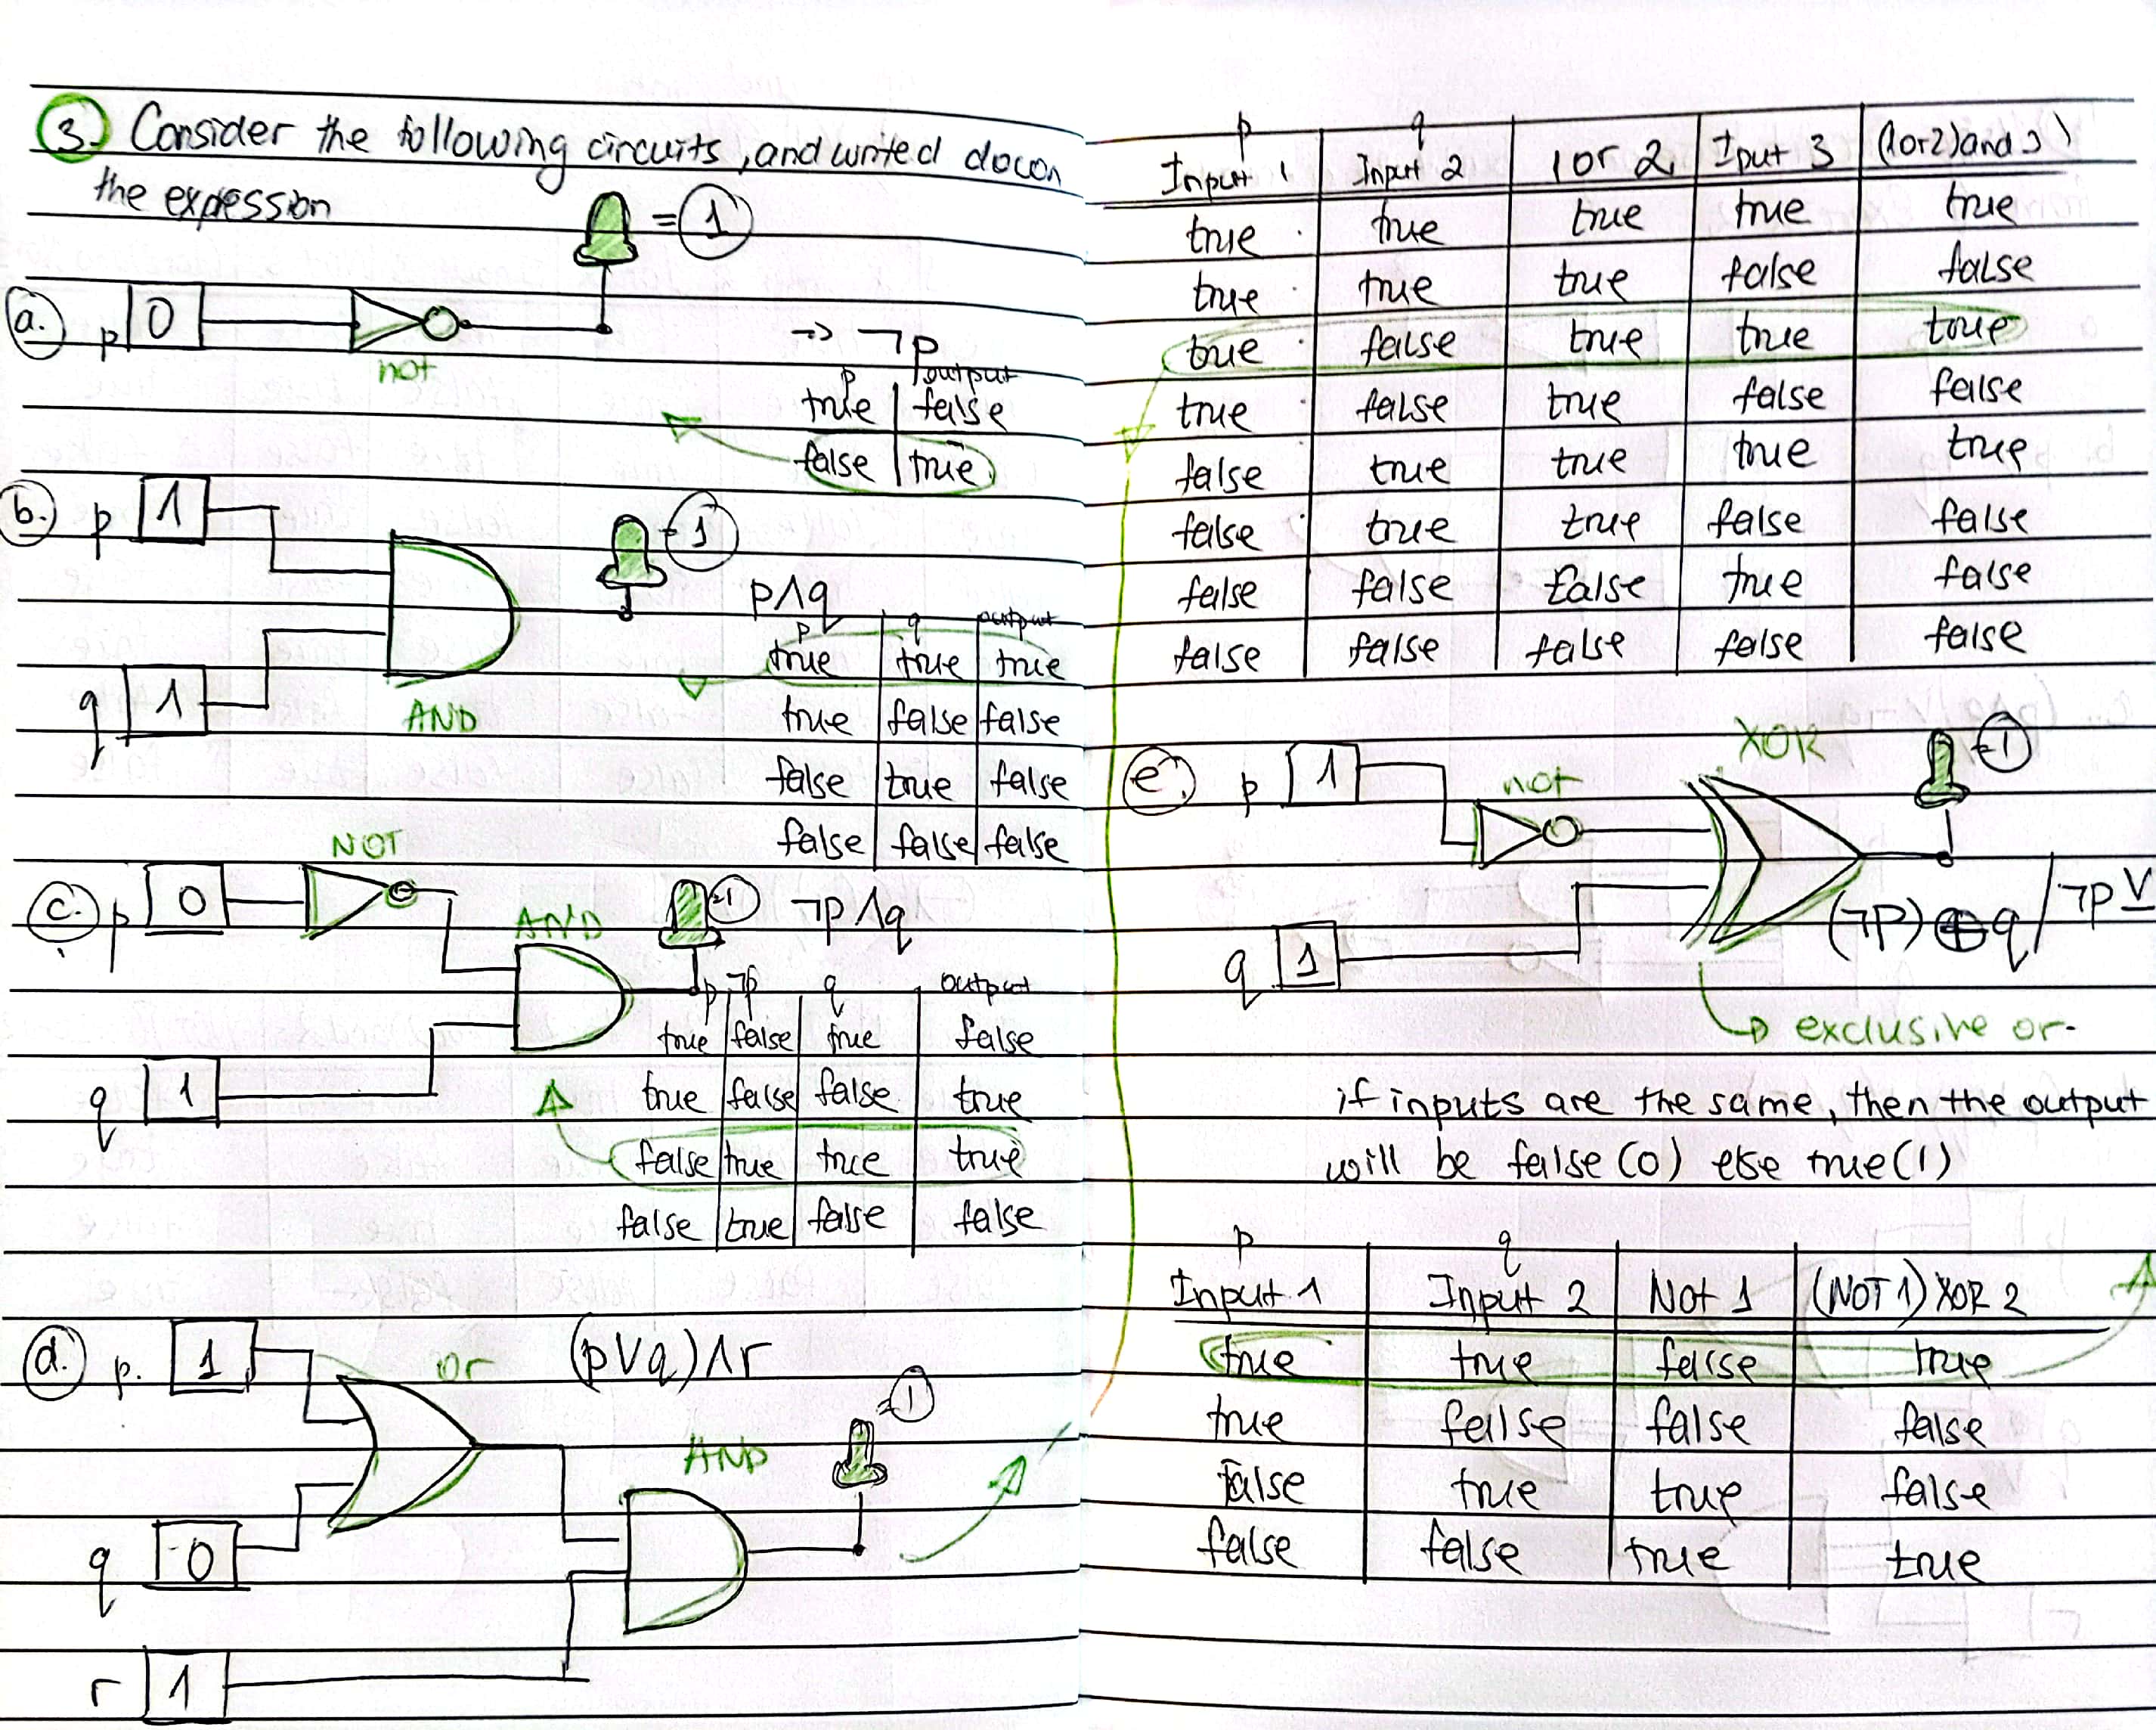 3. Consider the following circuits, and writed down
the expession
= 1
a. p 0
not
=> ¬p
p output
true false
false true
b. p 1
= 1
p∧q
p q output
true true true
q 1
AND
true false false
false true false
false false false
NOT
c. p 0
AND
=1
¬p∧q
p ¬p q output
true false true false
q 1
true false false true
false true true true
false true false false
d. p. 1
or
(p∨q)∧r
=1
AND
q 0
r 1
p q
Input 1 Input 2 1 or 2 Iput 3 (1or2)and 3)
true true true true true
true true true false false
true false true true true
true false true false false
false true true true true
false true true false false
false false false true false
false false false false false
XOR
e. p 1
not
=1
(¬p)⊕q / ¬p V
q 1
exclusive or-
if inputs are the same, then the output
will be false (0) else true(1)
p q
Input 1 Input 2 Not 1 (NOT 1) XOR 2
true true false true
true false false false
false true true false
false false true true